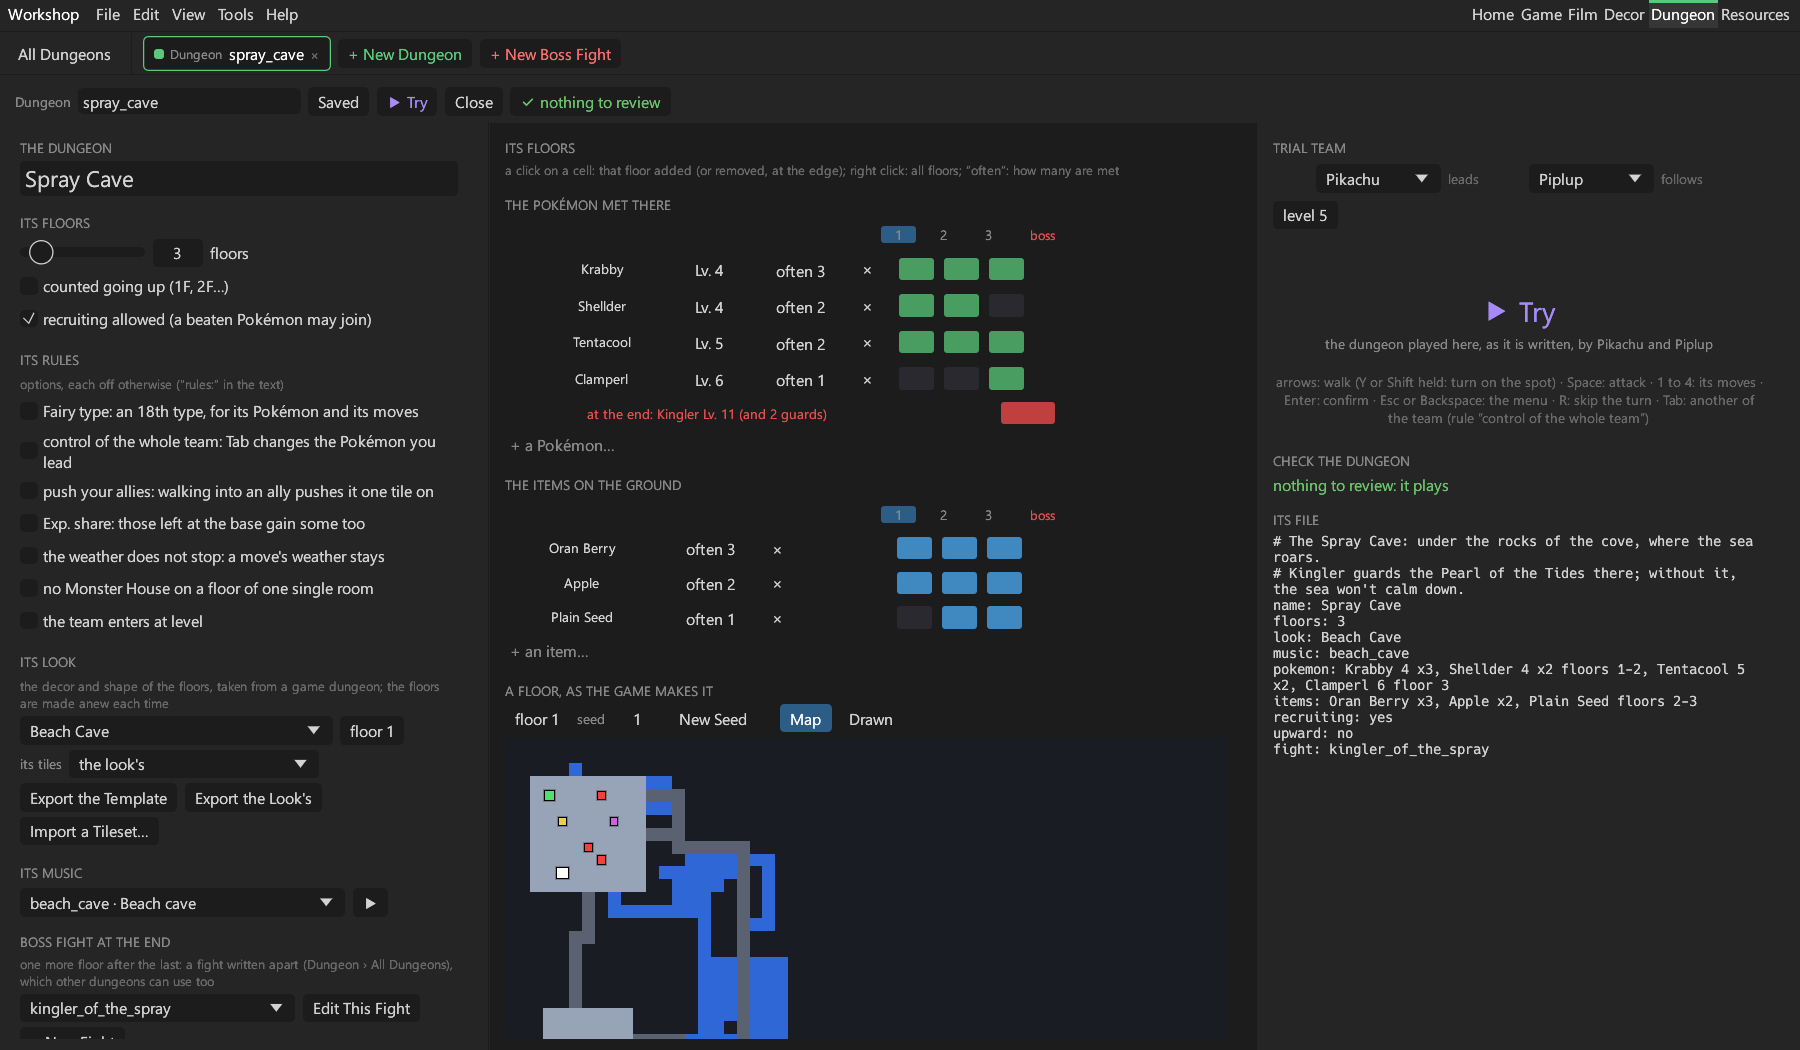 Workshop File Edit View Tools Help
Home Game Film Decor Dungeon Resources
All Dungeons
Dungeon spray_cave ×
+ New Dungeon
+ New Boss Fight
Dungeon spray_cave
Saved
▶ Try
Close
✓ nothing to review
THE DUNGEON
Spray Cave
ITS FLOORS
3 floors
counted going up (1F, 2F...)
✓ recruiting allowed (a beaten Pokémon may join)
ITS RULES
options, each off otherwise ("rules:" in the text)
Fairy type: an 18th type, for its Pokémon and its moves
control of the whole team: Tab changes the Pokémon you
lead
push your allies: walking into an ally pushes it one tile on
Exp. share: those left at the base gain some too
the weather does not stop: a move's weather stays
no Monster House on a floor of one single room
the team enters at level
ITS LOOK
the decor and shape of the floors, taken from a game dungeon; the floors
are made anew each time
Beach Cave ▼ floor 1
its tiles the look's ▼
Export the Template
Export the Look's
Import a Tileset...
ITS MUSIC
beach_cave · Beach cave ▼ ▶
BOSS FIGHT AT THE END
one more floor after the last: a fight written apart (Dungeon › All Dungeons),
which other dungeons can use too
kingler_of_the_spray ▼ Edit This Fight
ITS FLOORS
a click on a cell: that floor added (or removed, at the edge); right click: all floors; "often": how many are met
THE POKÉMON MET THERE
1 2 3 boss
Krabby Lv. 4 often 3 ×
Shellder Lv. 4 often 2 ×
Tentacool Lv. 5 often 2 ×
Clamperl Lv. 6 often 1 ×
at the end: Kingler Lv. 11 (and 2 guards)
+ a Pokémon...
THE ITEMS ON THE GROUND
1 2 3 boss
Oran Berry often 3 ×
Apple often 2 ×
Plain Seed often 1 ×
+ an item...
A FLOOR, AS THE GAME MAKES IT
floor 1 seed 1 New Seed Map Drawn
TRIAL TEAM
Pikachu ▼ leads Piplup ▼ follows
level 5
▶ Try
the dungeon played here, as it is written, by Pikachu and Piplup
arrows: walk (Y or Shift held: turn on the spot) · Space: attack · 1 to 4: its moves ·
Enter: confirm · Esc or Backspace: the menu · R: skip the turn · Tab: another of
the team (rule "control of the whole team")
CHECK THE DUNGEON
nothing to review: it plays
ITS FILE
# The Spray Cave: under the rocks of the cove, where the sea
roars.
# Kingler guards the Pearl of the Tides there; without it,
the sea won't calm down.
name: Spray Cave
floors: 3
look: Beach Cave
music: beach_cave
pokemon: Krabby 4 x3, Shellder 4 x2 floors 1-2, Tentacool 5
x2, Clamperl 6 floor 3
items: Oran Berry x3, Apple x2, Plain Seed floors 2-3
recruiting: yes
upward: no
fight: kingler_of_the_spray